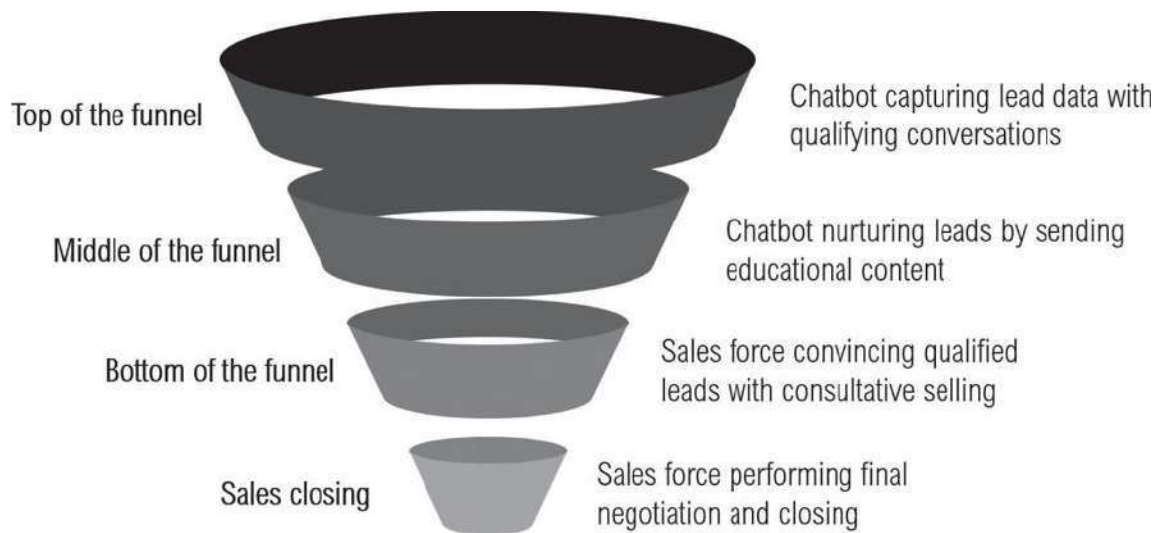 Top of the funnel
Chatbot capturing lead data with
qualifying conversations
Middle of the funnel
Chatbot nurturing leads by sending
educational content
Bottom of the funnel
Sales force convincing qualified
leads with consultative selling
Sales closing
Sales force performing final
negotiation and closing